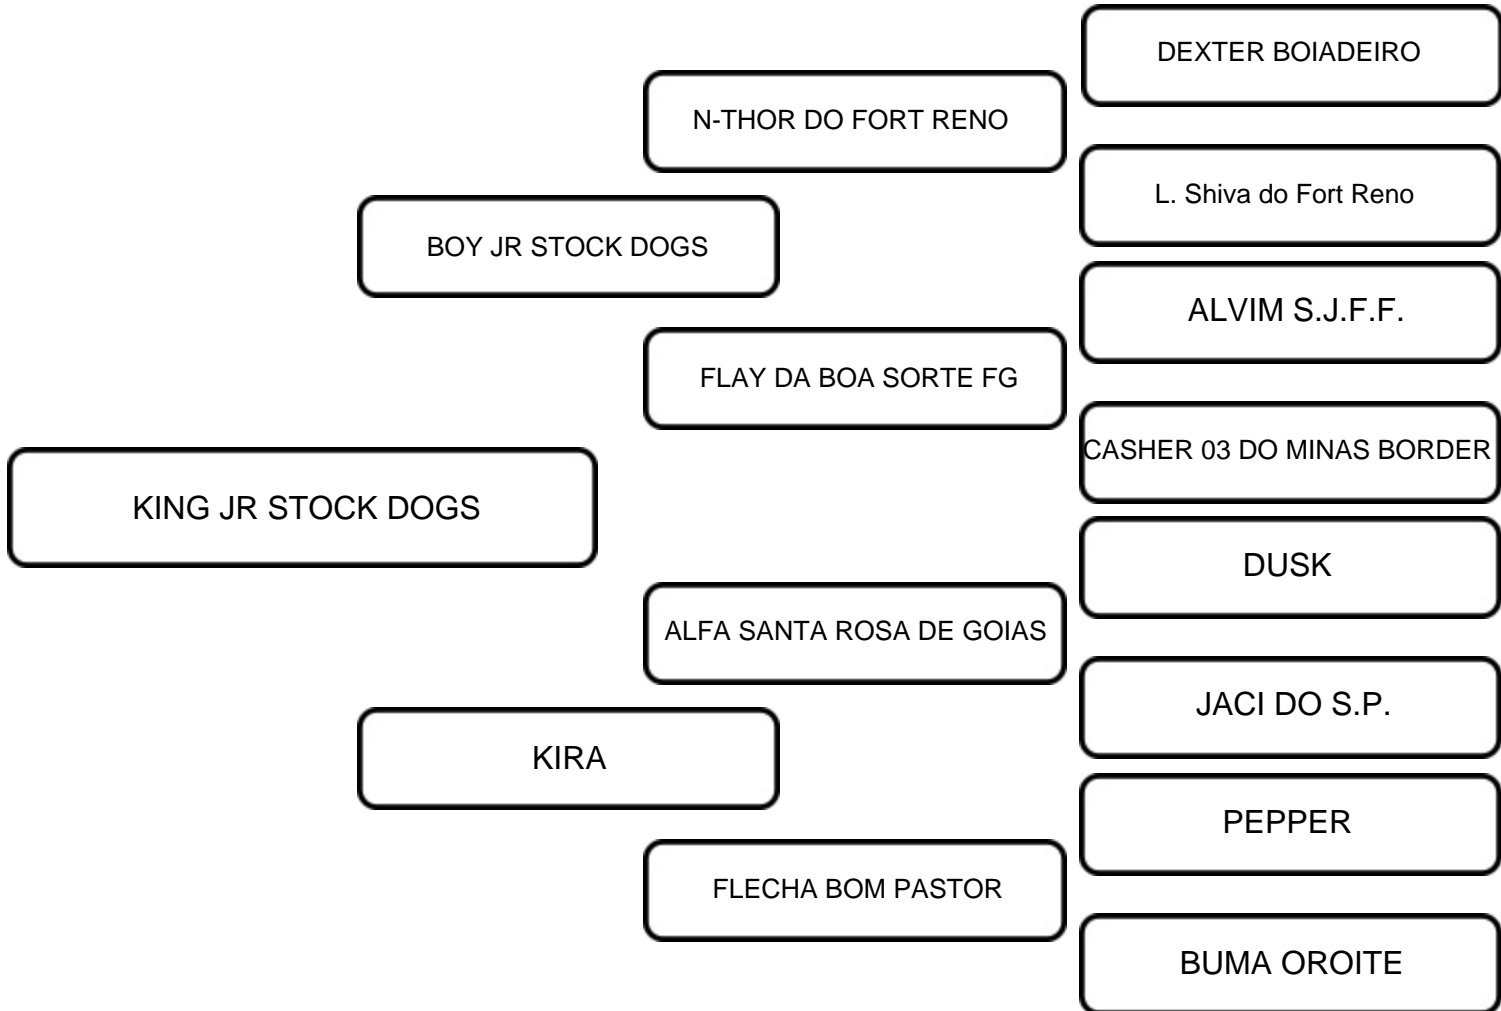 DEXTER BOIADEIRO
N-THOR DO FORT RENO
L. Shiva do Fort Reno
BOY JR STOCK DOGS
ALVIM S.J.F.F.
FLAY DA BOA SORTE FG
CASHER 03 DO MINAS BORDER
KING JR STOCK DOGS
DUSK
ALFA SANTA ROSA DE GOIAS
JACI DO S.P.
KIRA
PEPPER
FLECHA BOM PASTOR
BUMA OROITE